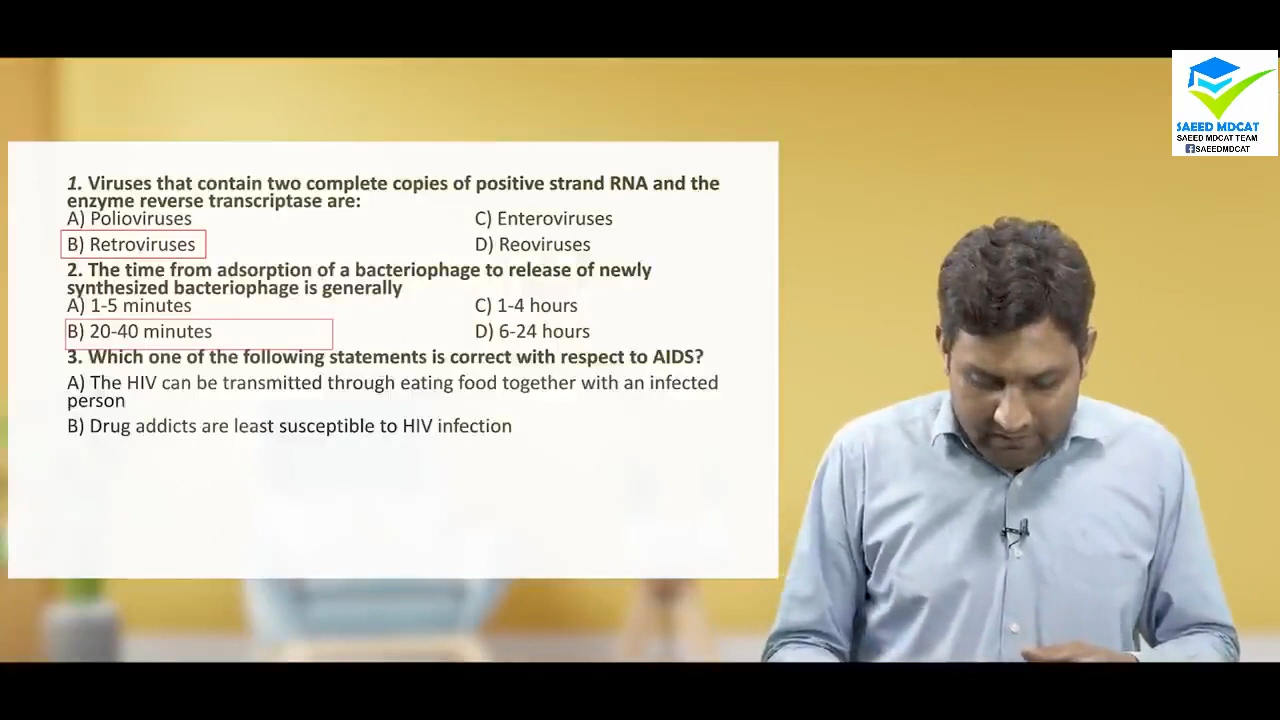 SAEED MDCAT
SAEED MDCAT TEAM
SAEEDMDCAT
1. Viruses that contain two complete copies of positive strand RNA and the
enzyme reverse transcriptase are:
A) Polioviruses
C) Enteroviruses
B) Retroviruses
D) Reoviruses
2. The time from adsorption of a bacteriophage to release of newly
synthesized bacteriophage is generally
A) 1-5 minutes
C) 1-4 hours
B) 20-40 minutes
D) 6-24 hours
3. Which one of the following statements is correct with respect to AIDS?
A) The HIV can be transmitted through eating food together with an infected
person
B) Drug addicts are least susceptible to HIV infection